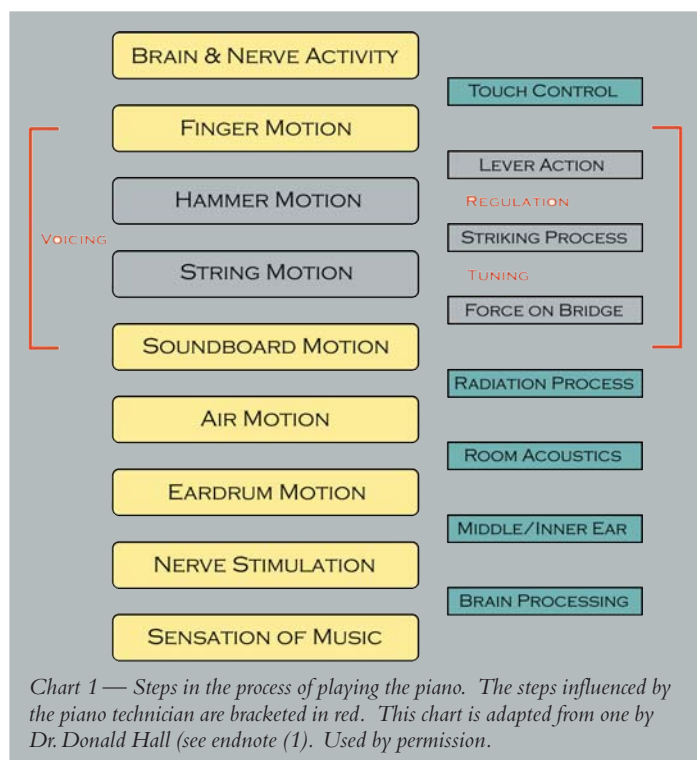 BRAIN & NERVE ACTIVITY
TOUCH CONTROL
FINGER MOTION
LEVER ACTION
HAMMER MOTION
REGULATION
VOICING
STRIKING PROCESS
STRING MOTION
TUNING
FORCE ON BRIDGE
SOUNDBOARD MOTION
RADIATION PROCESS
AIR MOTION
ROOM ACOUSTICS
EARDRUM MOTION
MIDDLE/INNER EAR
NERVE STIMULATION
BRAIN PROCESSING
SENSATION OF MUSIC
Chart 1 — Steps in the process of playing the piano. The steps influenced by
the piano technician are bracketed in red. This chart is adapted from one by
Dr. Donald Hall (see endnote (1). Used by permission.